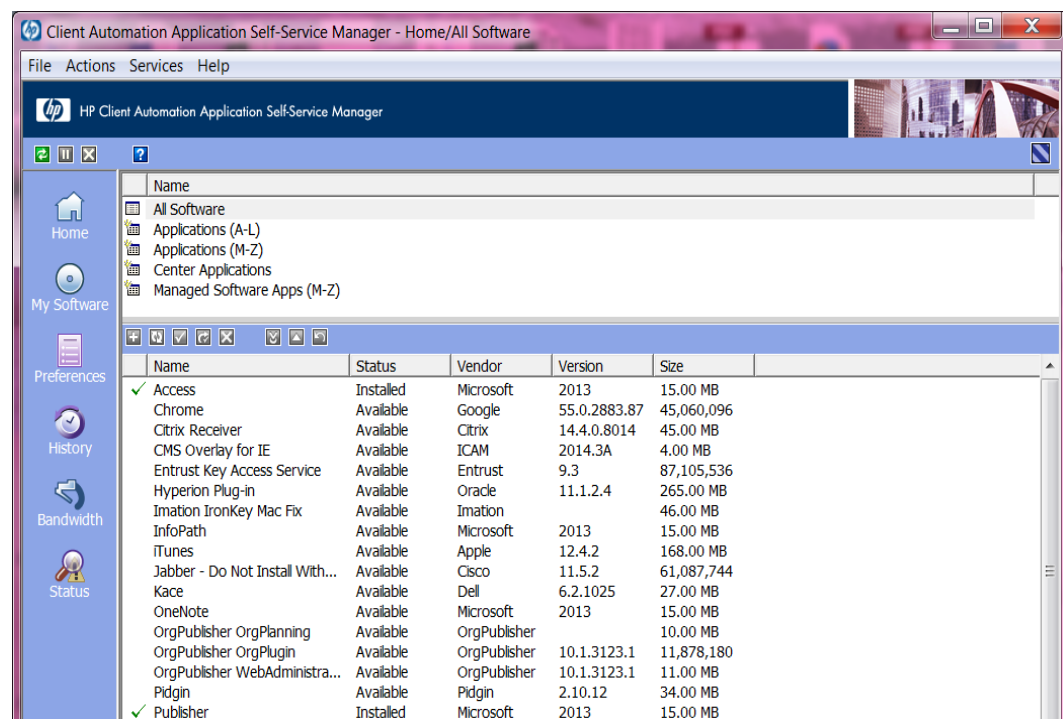 Client Automation Application Self-Service Manager - Home/All Software
File Actions Services Help
hp HP Client Automation Application Self-Service Manager
Home
My Software
Preferences
History
Bandwidth
Status
Name
All Software
Applications (A-L)
Applications (M-Z)
Center Applications
Managed Software Apps (M-Z)
Name Status Vendor Version Size
Access Installed Microsoft 2013 15.00 MB
Chrome Available Google 55.0.2883.87 45,060,096
Citrix Receiver Available Citrix 14.4.0.8014 45.00 MB
CMS Overlay for IE Available ICAM 2014.3A 4.00 MB
Entrust Key Access Service Available Entrust 9.3 87,105,536
Hyperion Plug-in Available Oracle 11.1.2.4 265.00 MB
Imation IronKey Mac Fix Available Imation 46.00 MB
InfoPath Available Microsoft 2013 15.00 MB
iTunes Available Apple 12.4.2 168.00 MB
Jabber - Do Not Install With... Available Cisco 11.5.2 61,087,744
Kace Available Dell 6.2.1025 27.00 MB
OneNote Available Microsoft 2013 15.00 MB
OrgPublisher OrgPlanning Available OrgPublisher 10.00 MB
OrgPublisher OrgPlugin Available OrgPublisher 10.1.3123.1 11,878,180
OrgPublisher WebAdministra... Available OrgPublisher 10.1.3123.1 11.00 MB
Pidgin Available Pidgin 2.10.12 34.00 MB
Publisher Installed Microsoft 2013 15.00 MB